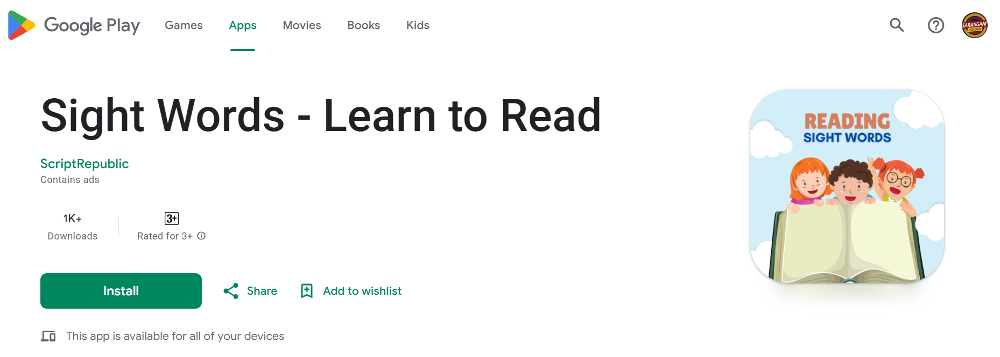 Google Play Games Apps Movies Books Kids
SARANGANI
INSIDER
Sight Words - Learn to Read
ScriptRepublic
Contains ads
1K+
Downloads
3+
Rated for 3+
Install
Share
Add to wishlist
This app is available for all of your devices
READING
SIGHT WORDS